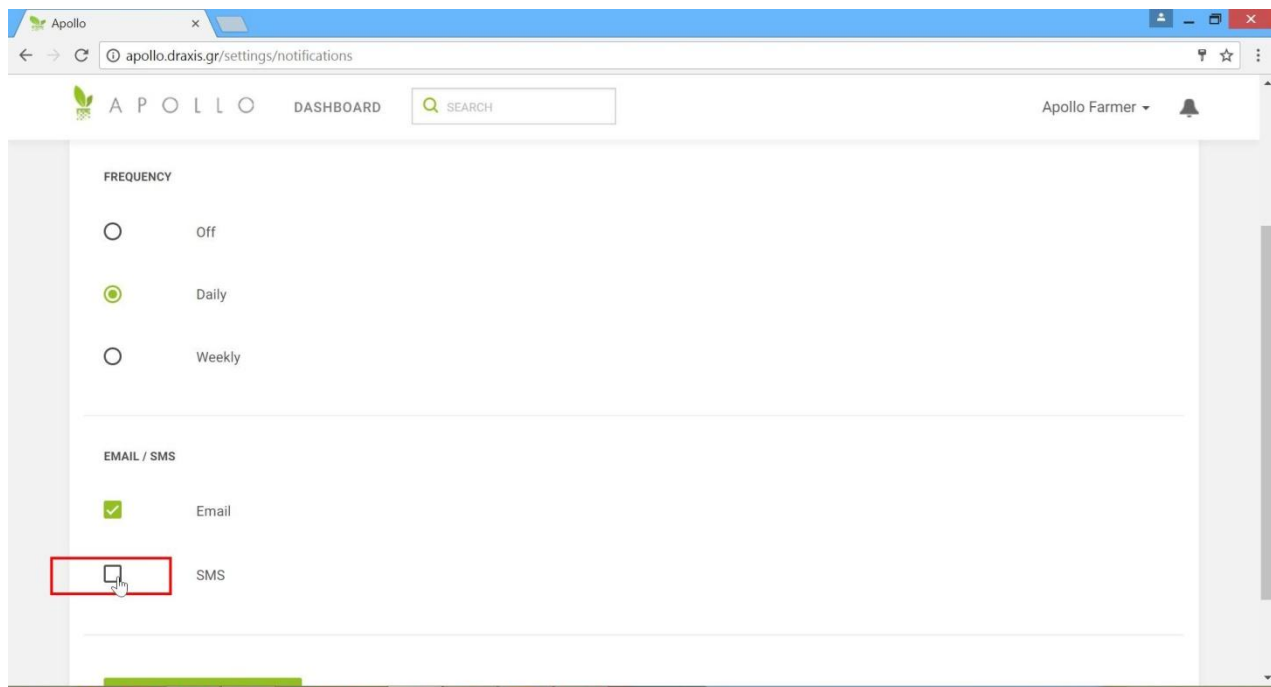 Apollo
apollo.draxis.gr/settings/notifications
APOLLO DASHBOARD SEARCH Apollo Farmer
FREQUENCY
Off
Daily
Weekly
EMAIL / SMS
Email
SMS